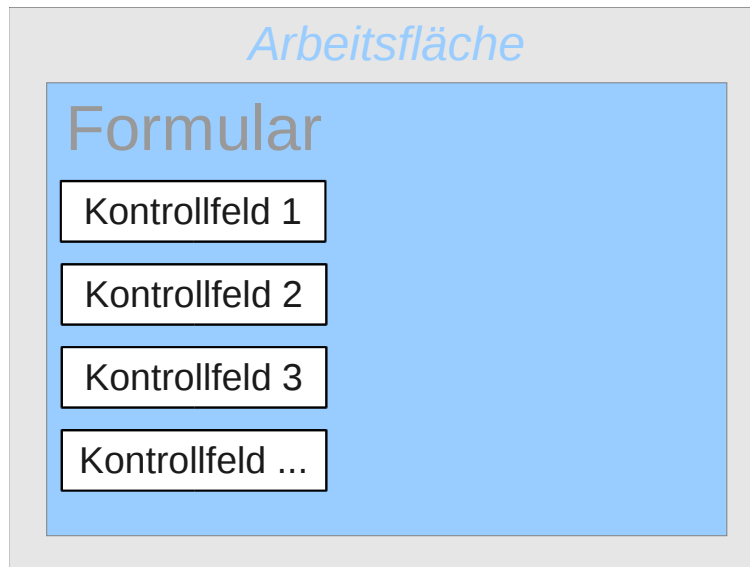 Arbeitsfläche
Formular
Kontrollfeld 1
Kontrollfeld 2
Kontrollfeld 3
Kontrollfeld ...